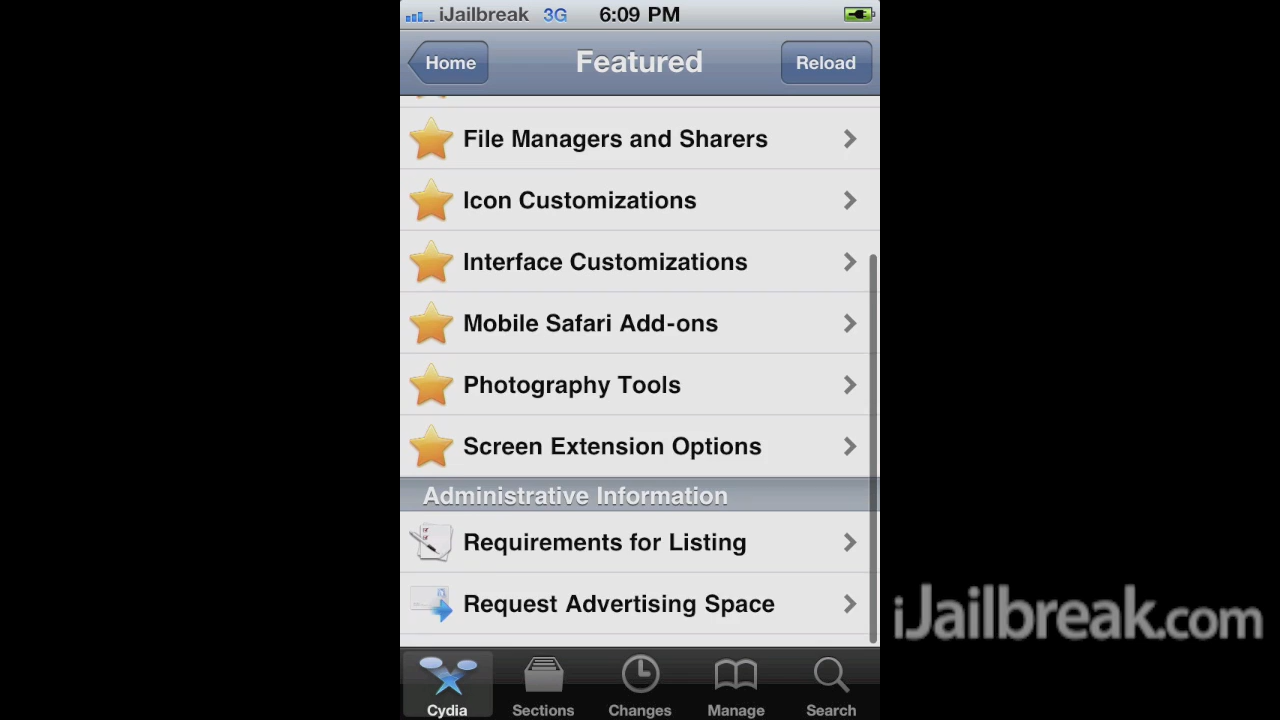 iJailbreak 3G 6:09 PM
Home Featured Reload
File Managers and Sharers
Icon Customizations
Interface Customizations
Mobile Safari Add-ons
Photography Tools
Screen Extension Options
Administrative Information
Requirements for Listing
Request Advertising Space
iJailbreak.com
Cydia Sections Changes Manage Search